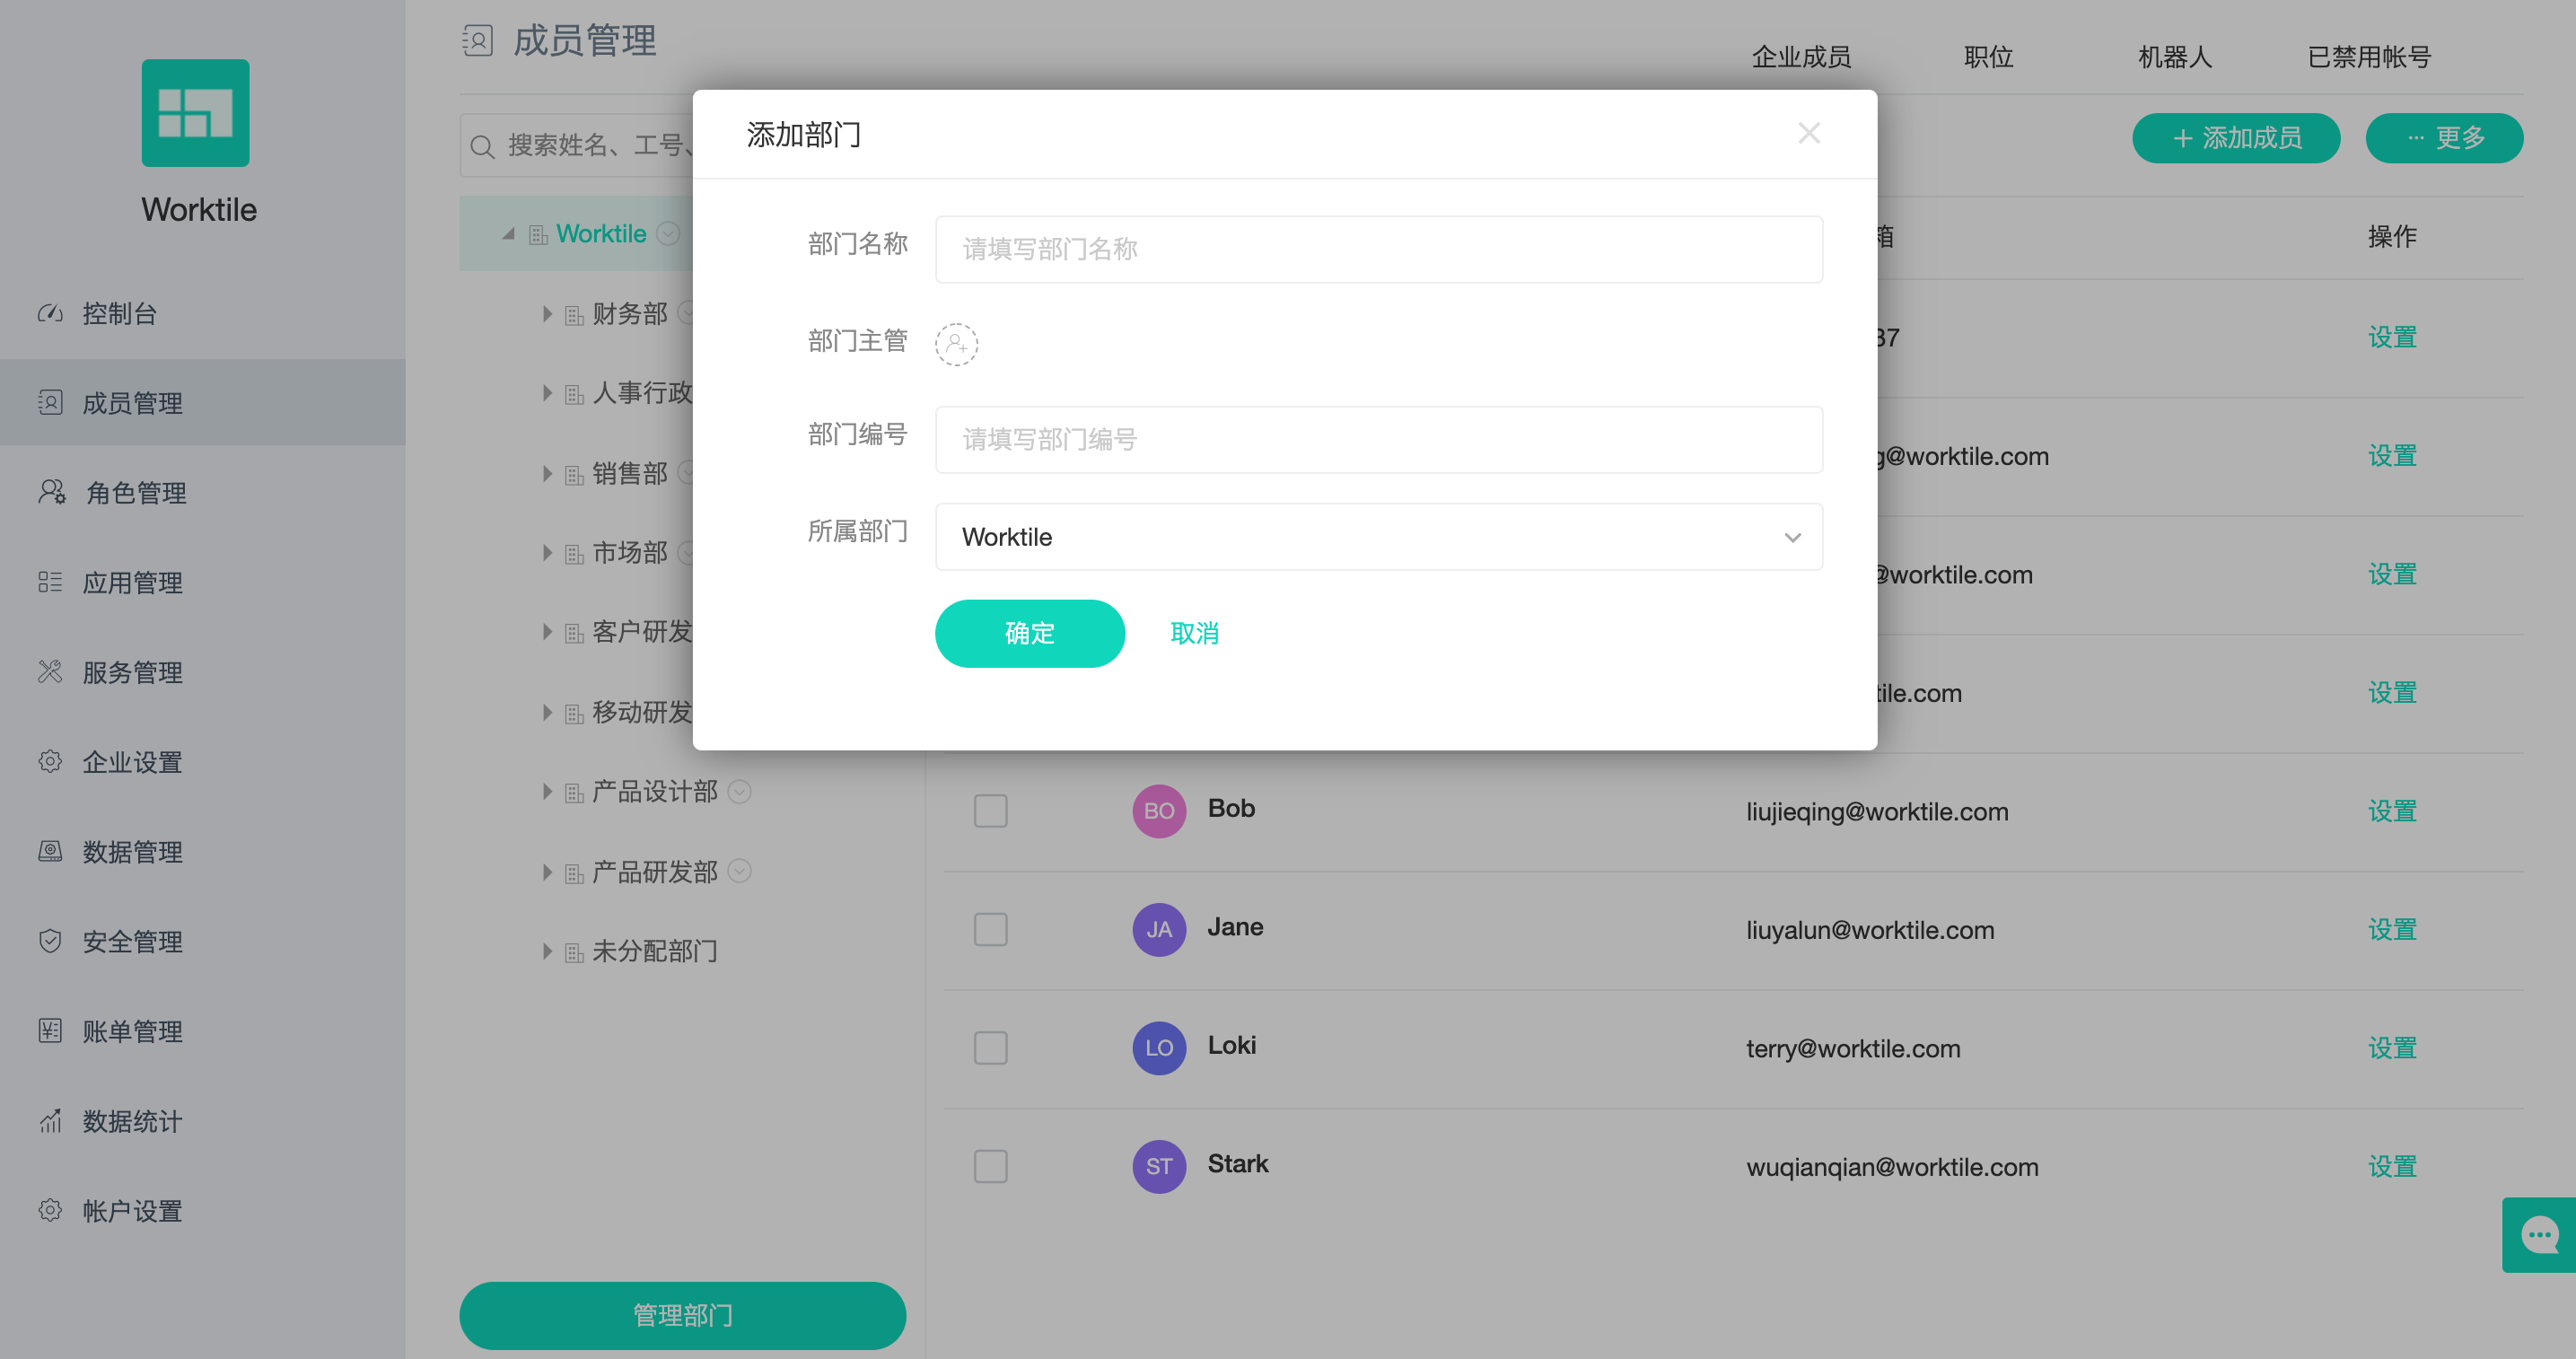 Worktile
控制台
成员管理
角色管理
应用管理
服务管理
企业设置
数据管理
安全管理
账单管理
数据统计
帐户设置
成员管理
企业成员 职位 机器人 已禁用帐号
搜索姓名、工号、
添加成员
更多
Worktile
财务部
人事行政
销售部
市场部
客户研发
移动研发
产品设计部
产品研发部
未分配部门
管理部门
添加部门
部门名称 请填写部门名称
部门主管
部门编号 请填写部门编号
所属部门 Worktile
确定 取消
箱 操作
37 设置
g@worktile.com 设置
@worktile.com 设置
tile.com 设置
BO Bob liujieqing@worktile.com 设置
JA Jane liuyalun@worktile.com 设置
LO Loki terry@worktile.com 设置
ST Stark wuqianqian@worktile.com 设置